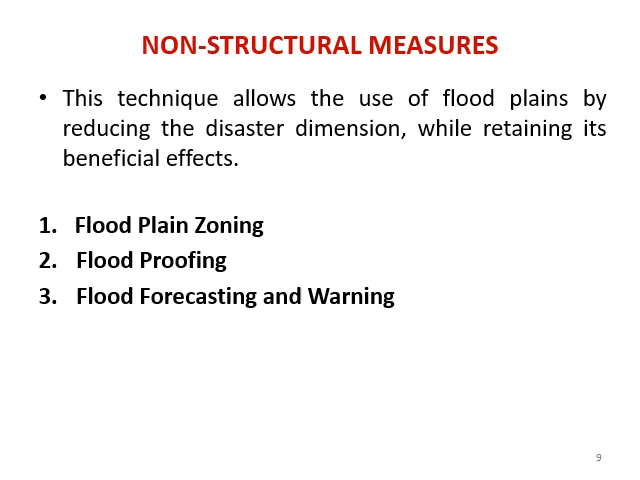 NON-STRUCTURAL MEASURES
• This technique allows the use of flood plains by
reducing the disaster dimension, while retaining its
beneficial effects.
1. Flood Plain Zoning
2. Flood Proofing
3. Flood Forecasting and Warning
9